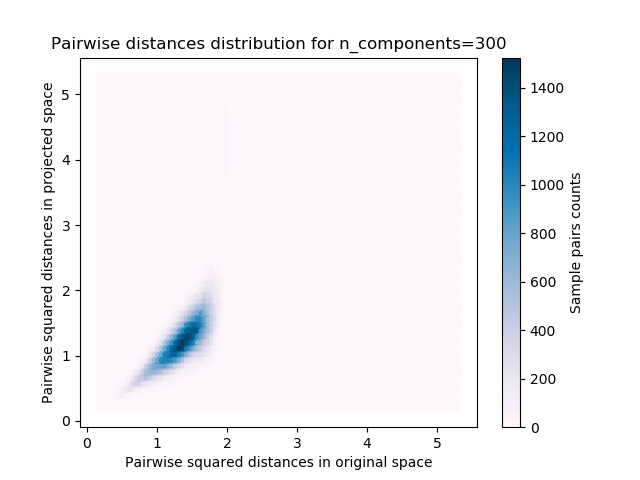 Pairwise distances distribution for n_components=300
Pairwise squared distances in projected space
5
4
3
2
1
0
0 1 2 3 4 5
Pairwise squared distances in original space
1400
1200
1000
800
600
400
200
0
Sample pairs counts